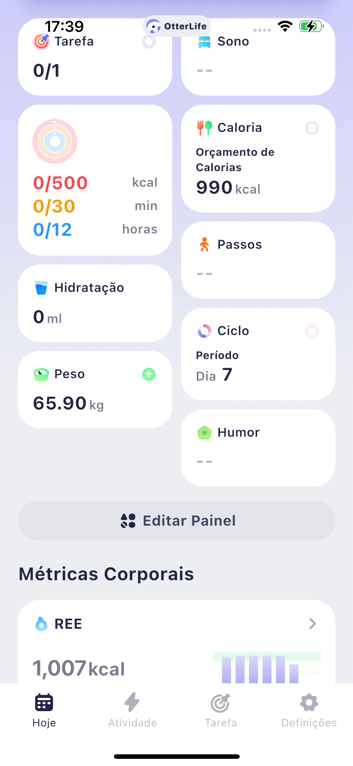 17:39
OtterLife
Tarefa
0/1
Sono
--
0/500 kcal
0/30 min
0/12 horas
Caloria
Orçamento de
Calorias
990 kcal
Passos
--
Hidratação
0 ml
Ciclo
Período
Dia 7
Peso
65.90 kg
Humor
--
Editar Painel
Métricas Corporais
REE
1,007 kcal
Hoje
Atividade
Tarefa
Definições